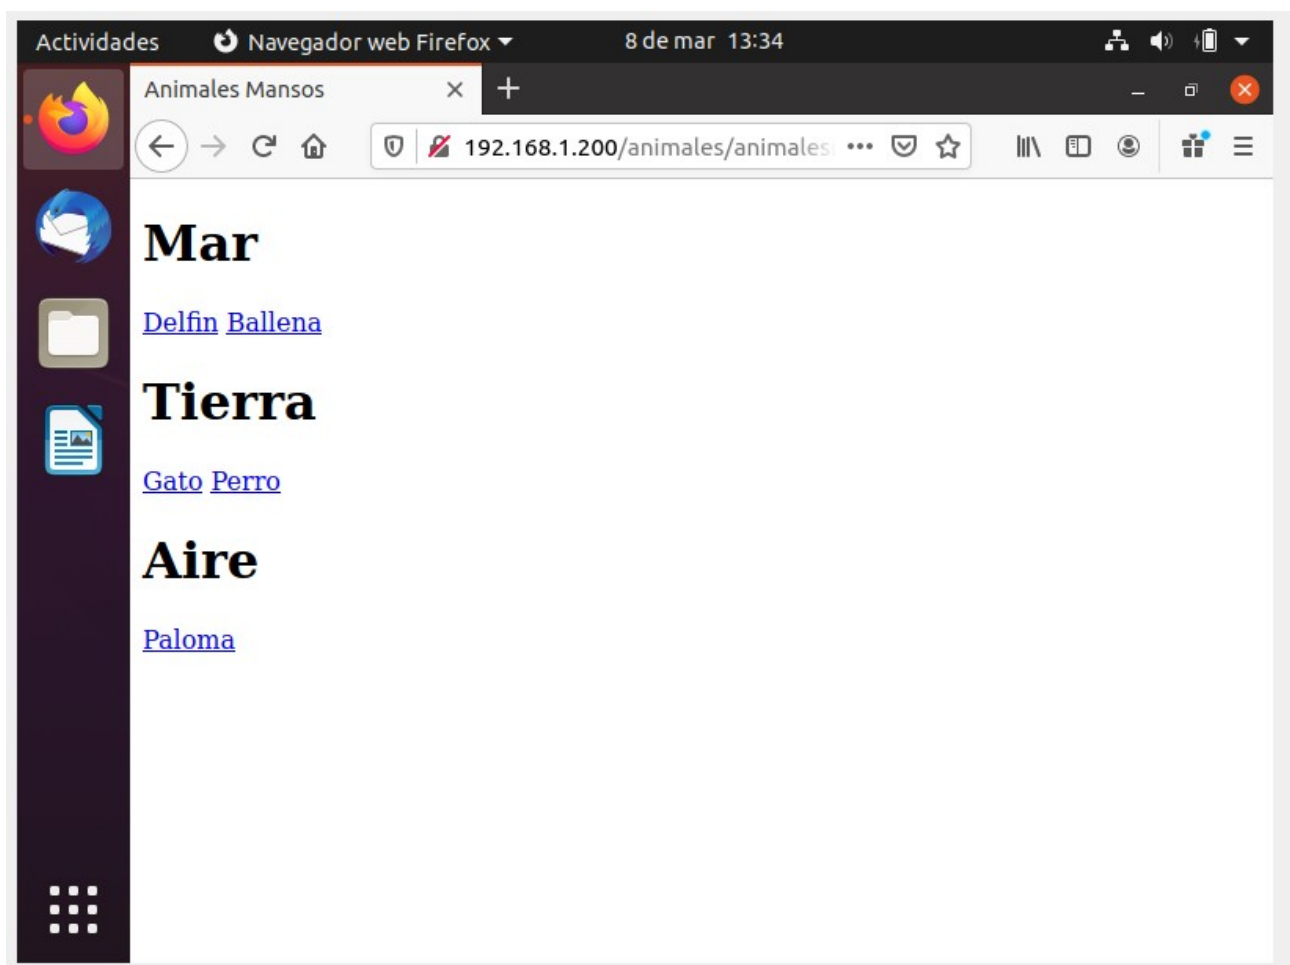 Actividades Navegador web Firefox 8 de mar 13:34
Animales Mansos
192.168.1.200/animales/animales
Mar
Delfin Ballena
Tierra
Gato Perro
Aire
Paloma